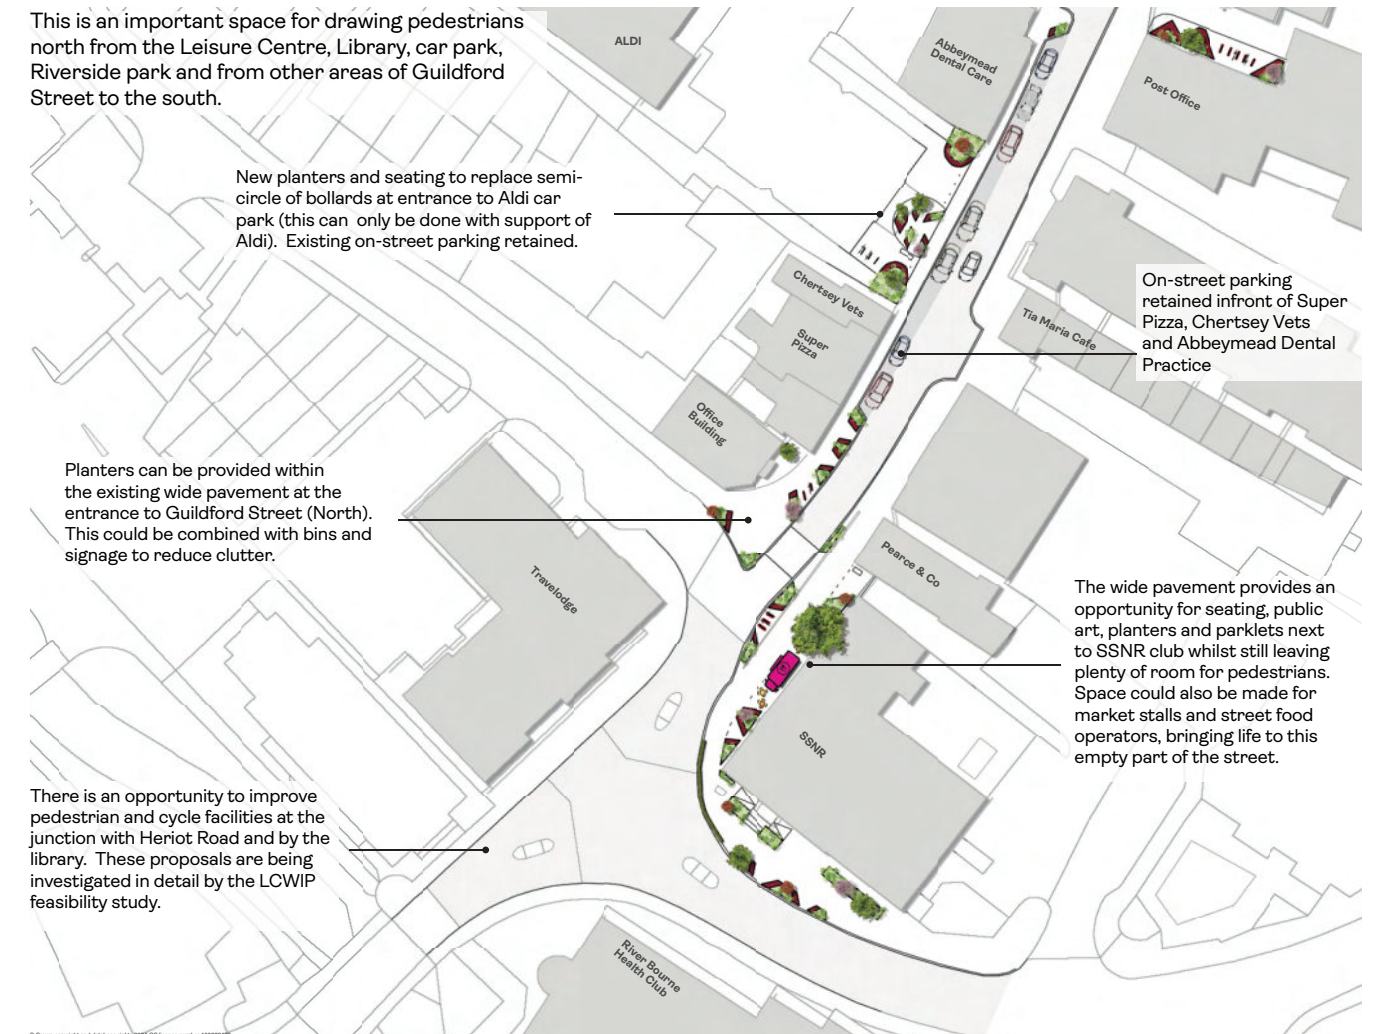 This is an important space for drawing pedestrians
north from the Leisure Centre, Library, car park,
Riverside park and from other areas of Guildford
Street to the south.
ALDI
Abbeymead
Dental Care
Post Office
New planters and seating to replace semi-
circle of bollards at entrance to Aldi car
park (this can only be done with support of
Aldi). Existing on-street parking retained.
Chertsey Vets
Super
Pizza
Tia Maria Cafe
On-street parking
retained infront of Super
Pizza, Chertsey Vets
and Abbeymead Dental
Practice
Office
Building
Planters can be provided within
the existing wide pavement at the
entrance to Guildford Street (North).
This could be combined with bins and
signage to reduce clutter.
Pearce & Co
Travelodge
The wide pavement provides an
opportunity for seating, public
art, planters and parklets next
to SSNR club whilst still leaving
plenty of room for pedestrians.
Space could also be made for
market stalls and street food
operators, bringing life to this
empty part of the street.
SSNR
There is an opportunity to improve
pedestrian and cycle facilities at the
junction with Heriot Road and by the
library. These proposals are being
investigated in detail by the LCWIP
feasibility study.
River Bourne
Health Club